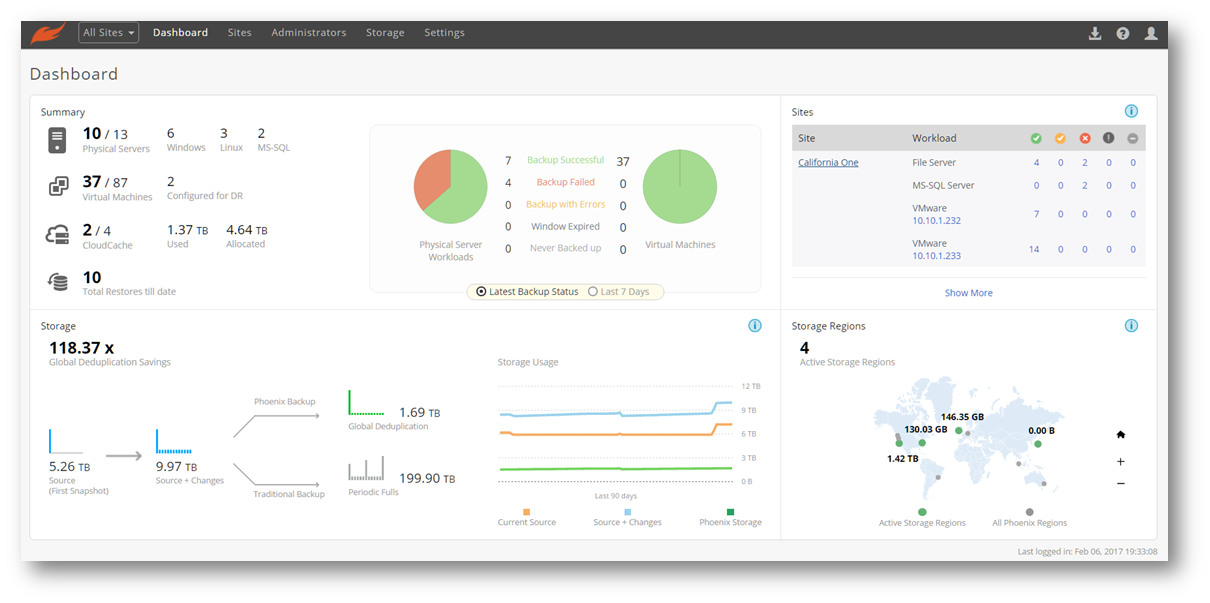 All Sites Dashboard Sites Administrators Storage Settings
Dashboard
Summary
10 / 13
Physical Servers
6
Windows
3
Linux
2
MS-SQL
37 / 87
Virtual Machines
2
Configured for DR
2 / 4
CloudCache
1.37 TB
Used
4.64 TB
Allocated
10
Total Restores till date
7 Backup Successful 37
4 Backup Failed 0
0 Backup with Errors 0
0 Window Expired 0
0 Never Backed up 0
Physical Server
Workloads
Virtual Machines
Latest Backup Status Last 7 Days
Sites
Site Workload
California One File Server 4 0 2 0 0
MS-SQL Server 0 0 2 0 0
VMware
10.10.1.232
7 0 0 0 0
VMware
10.10.1.233
14 0 0 0 0
Show More
Storage
118.37 x
Global Deduplication Savings
5.26 TB
Source
(First Snapshot)
9.97 TB
Source + Changes
Phoenix Backup
Traditional Backup
1.69 TB
Global Deduplication
199.90 TB
Periodic Fulls
Storage Usage
12 TB
9 TB
6 TB
3 TB
0 B
Last 90 days
Current Source Source + Changes Phoenix Storage
Storage Regions
4
Active Storage Regions
146.35 GB
130.03 GB
0.00 B
1.42 TB
+
−
Active Storage Regions All Phoenix Regions
Last logged in: Feb 06, 2017 19:33:08